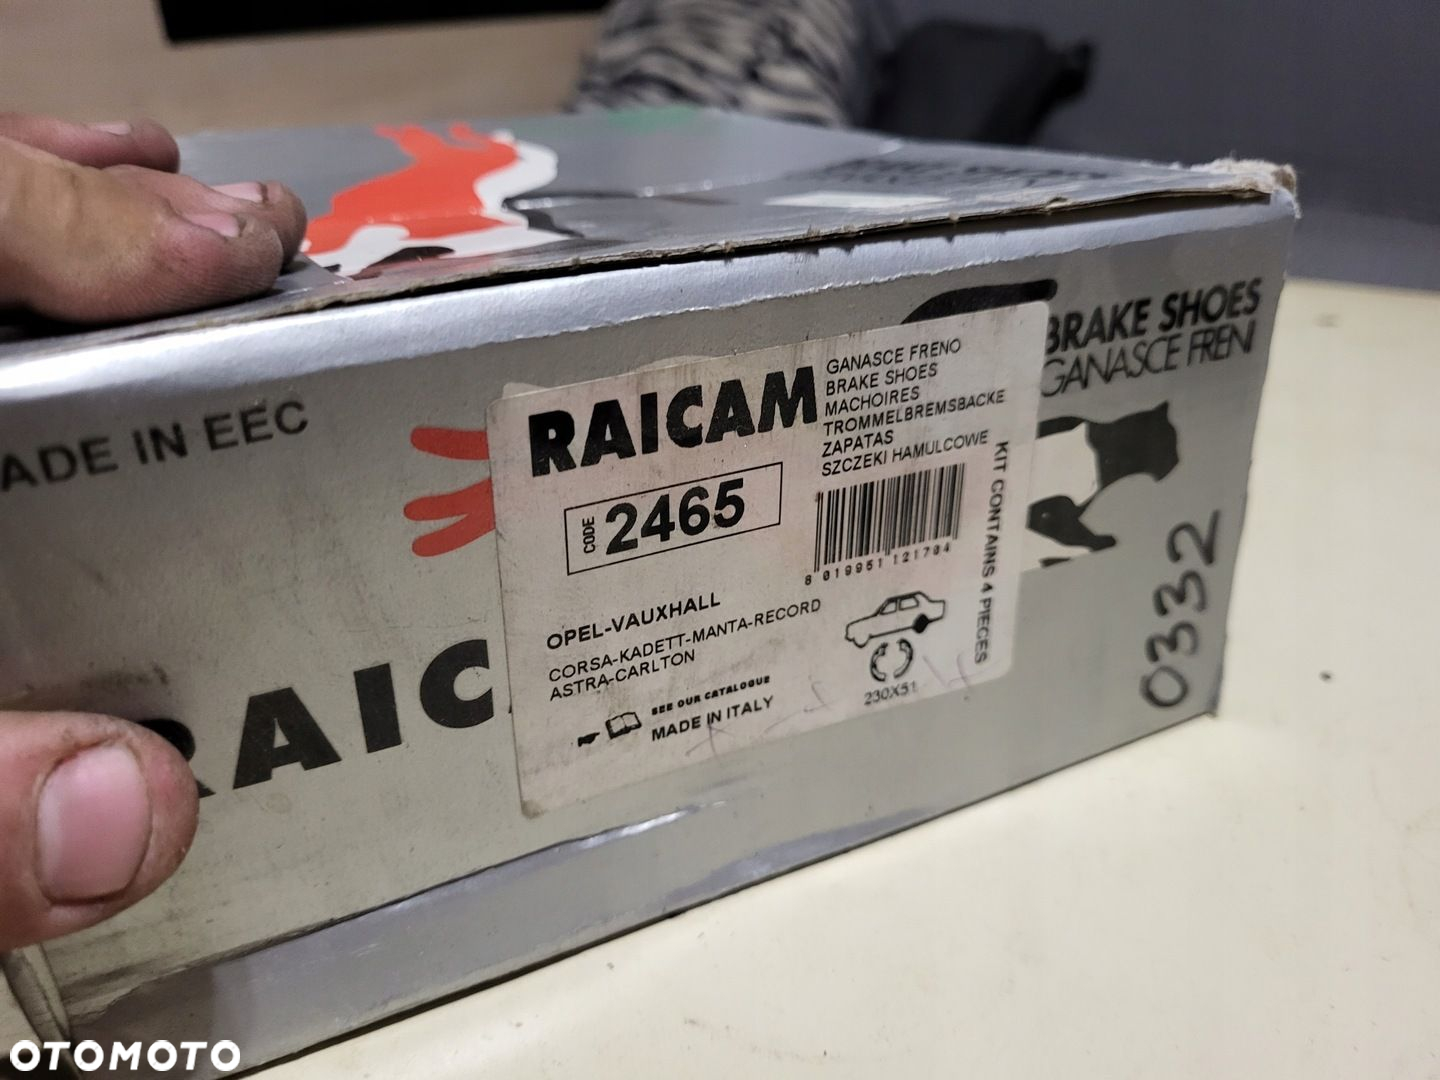 BRAKE SHOES
GANASCE FRENI
ADE IN EEC
RAICAM
GANASCE FRENO
BRAKE SHOES
MACHOIRES
TROMMELBREMSBACKE
ZAPATAS
SZCZEKI HAMULCOWE
CODE 2465
8 019951 121704
KIT CONTAINS 4 PIECES
OPEL-VAUXHALL
CORSA-KADETT-MANTA-RECORD
ASTRA-CARLTON
SEE OUR CATALOGUE
MADE IN ITALY
230X51
RAIC
0332
OTOMOTO